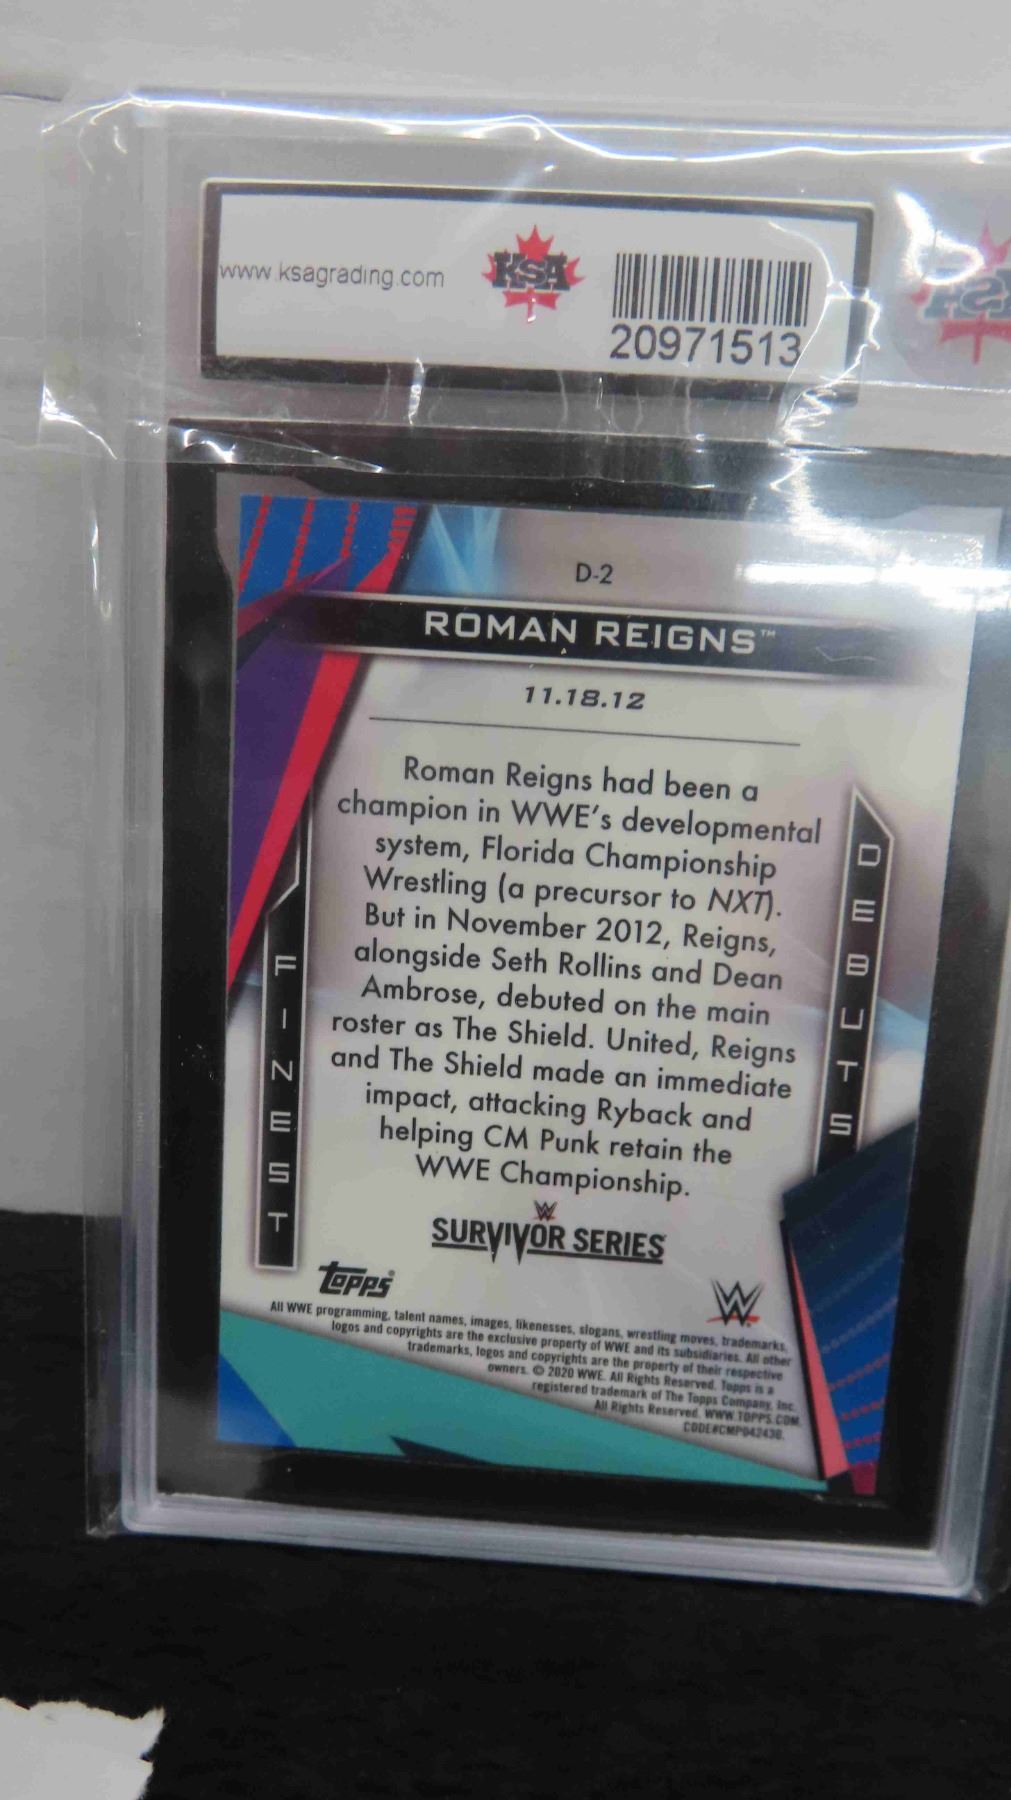 www.ksagrading.com
KSA
20971513
D-2
ROMAN REIGNS™
11.18.12
Roman Reigns had been a
champion in WWE's developmental
system, Florida Championship
Wrestling (a precursor to NXT).
But in November 2012, Reigns,
alongside Seth Rollins and Dean
Ambrose, debuted on the main
roster as The Shield. United, Reigns
and The Shield made an immediate
impact, attacking Ryback and
helping CM Punk retain the
WWE Championship.
FINEST
DEBUTS
W
SURVIVOR SERIES
Topps
W
All WWE programming, talent names, images, likenesses, slogans, wrestling moves, trademarks,
logos and copyrights are the exclusive property of WWE and its subsidiaries. All other
trademarks, logos and copyrights are the property of their respective
owners. © 2020 WWE. All Rights Reserved. Topps is a
registered trademark of The Topps Company, Inc.
All Rights Reserved. WWW.TOPPS.COM
CODE#CMP042430.